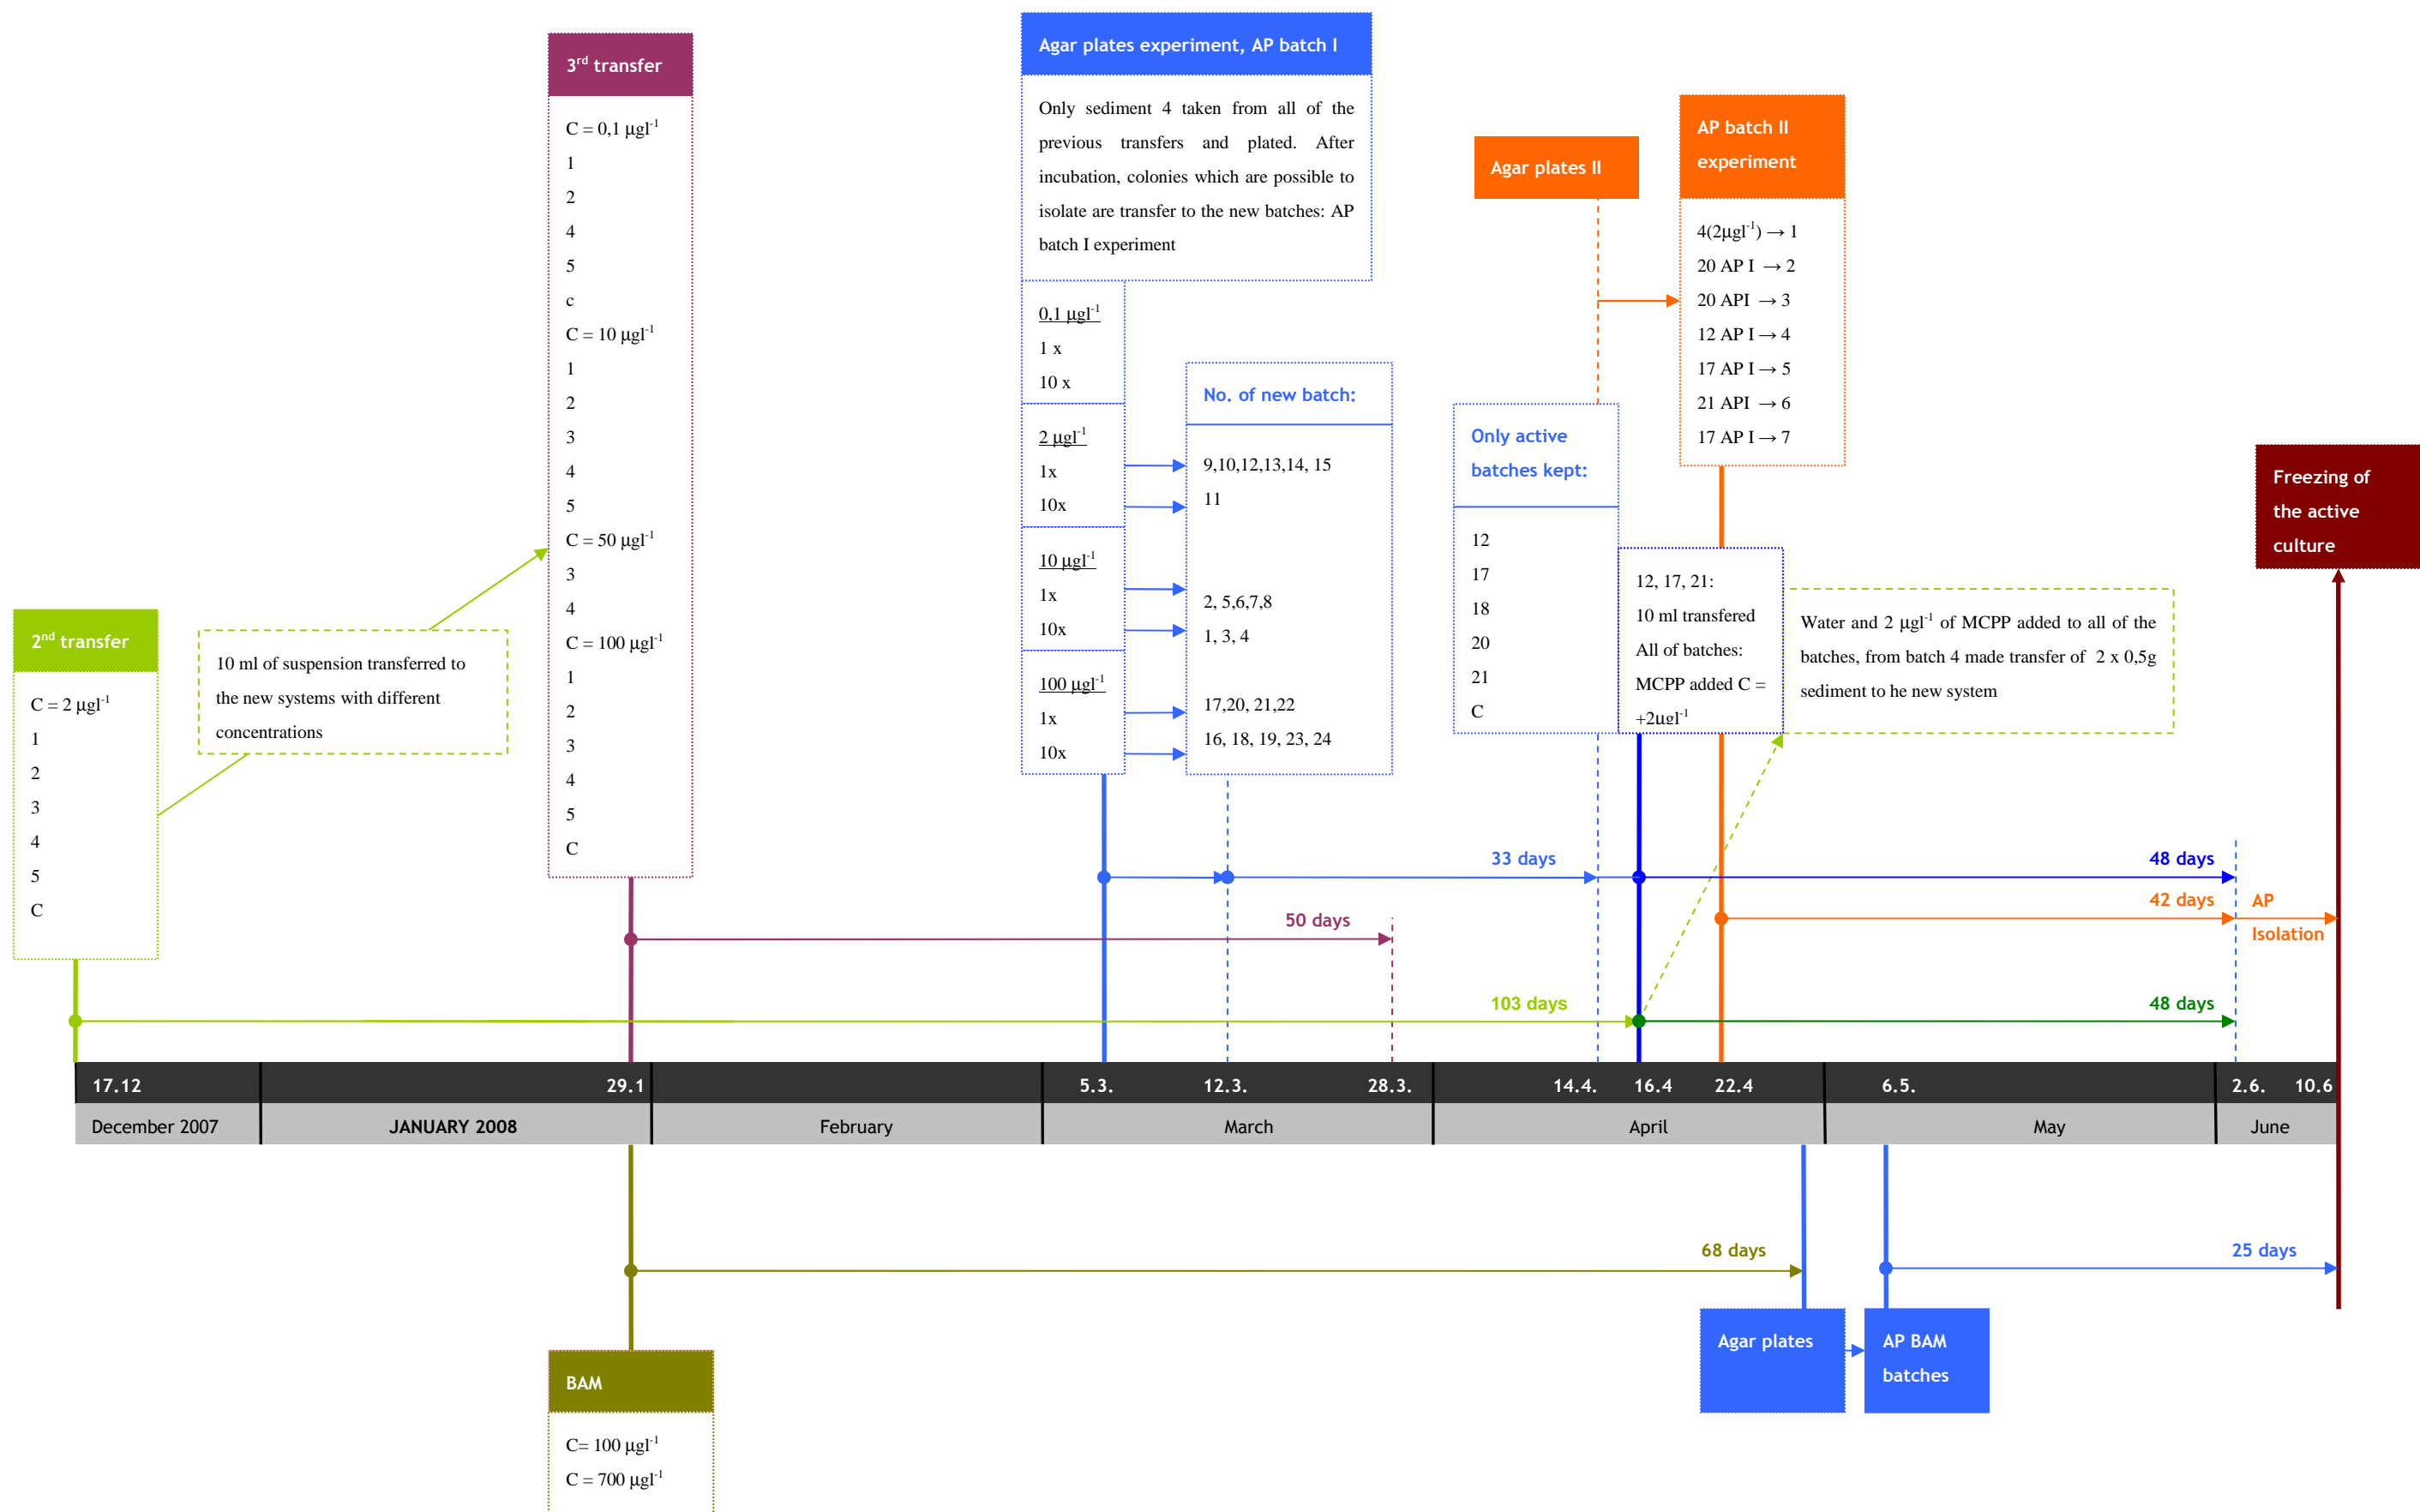 2nd transfer
C = 2 µgl-1
1
2
3
4
5
C
10 ml of suspension transferred to
the new systems with different
concentrations
3rd transfer
C = 0,1 µgl-1
1
2
4
5
c
C = 10 µgl-1
1
2
3
4
5
C = 50 µgl-1
3
4
C = 100 µgl-1
1
2
3
4
5
C
Agar plates experiment, AP batch I
Only sediment 4 taken from all of the
previous transfers and plated. After
incubation, colonies which are possible to
isolate are transfer to the new batches: AP
batch I experiment
0,1 µgl-1
1 x
10 x
2 µgl-1
1x
10x
10 µgl-1
1x
10x
100 µgl-1
1x
10x
No. of new batch:
9,10,12,13,14, 15
11
2, 5,6,7,8
1, 3, 4
17,20, 21,22
16, 18, 19, 23, 24
Agar plates II
Only active
batches kept:
12
17
18
20
21
C
AP batch II
experiment
4(2µgl-1) → 1
20 AP I → 2
20 API → 3
12 AP I → 4
17 AP I → 5
21 API → 6
17 AP I → 7
12, 17, 21:
10 ml transfered
All of batches:
MCPP added C =
+2µgl-1
Water and 2 µgl-1 of MCPP added to all of the
batches, from batch 4 made transfer of 2 x 0,5g
sediment to he new system
Freezing of
the active
culture
33 days
48 days
50 days
42 days
AP
Isolation
103 days
48 days
17.12 29.1 5.3. 12.3. 28.3. 14.4. 16.4 22.4 6.5. 2.6. 10.6
December 2007 JANUARY 2008 February March April May June
68 days
25 days
Agar plates
AP BAM
batches
BAM
C= 100 µgl-1
C = 700 µgl-1